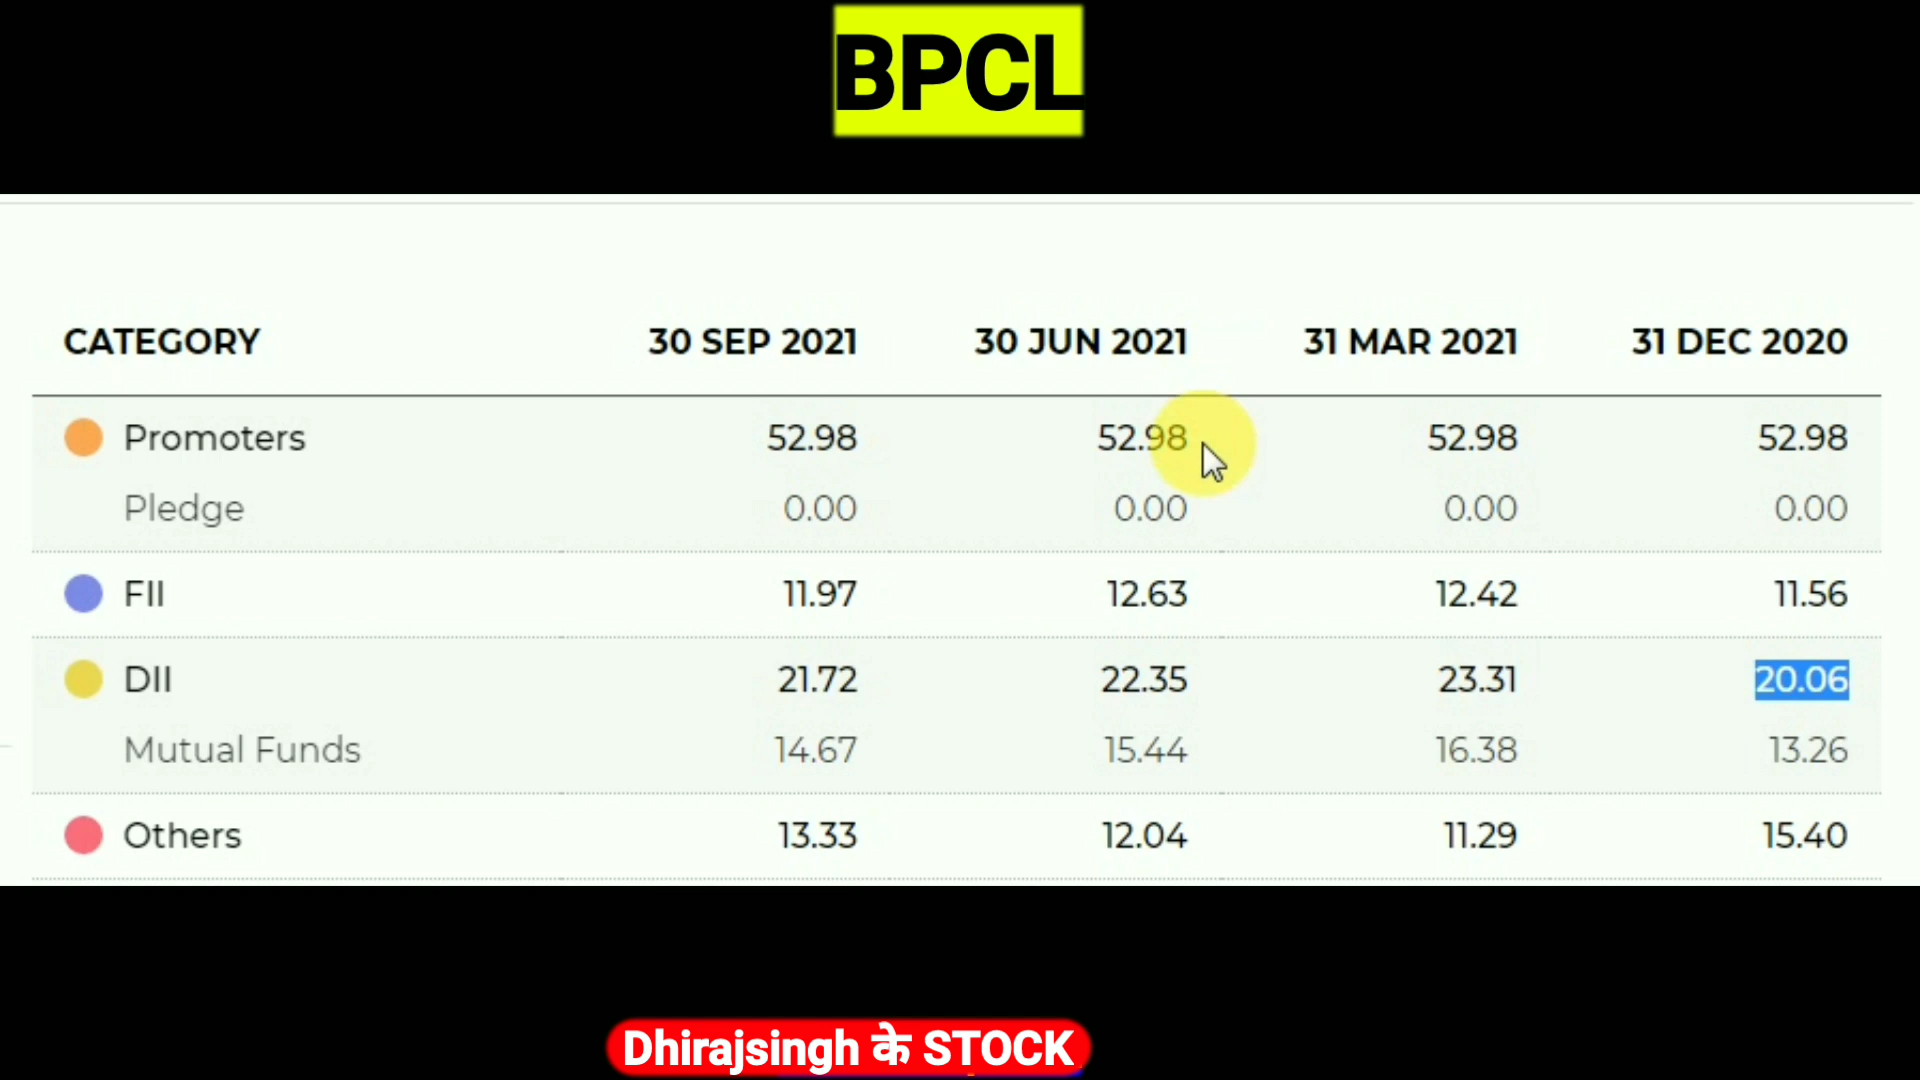 BPCL
CATEGORY 30 SEP 2021 30 JUN 2021 31 MAR 2021 31 DEC 2020
Promoters 52.98 52.98 52.98 52.98
Pledge 0.00 0.00 0.00 0.00
FII 11.97 12.63 12.42 11.56
DII 21.72 22.35 23.31 20.06
Mutual Funds 14.67 15.44 16.38 13.26
Others 13.33 12.04 11.29 15.40
Dhirajsingh के STOCK